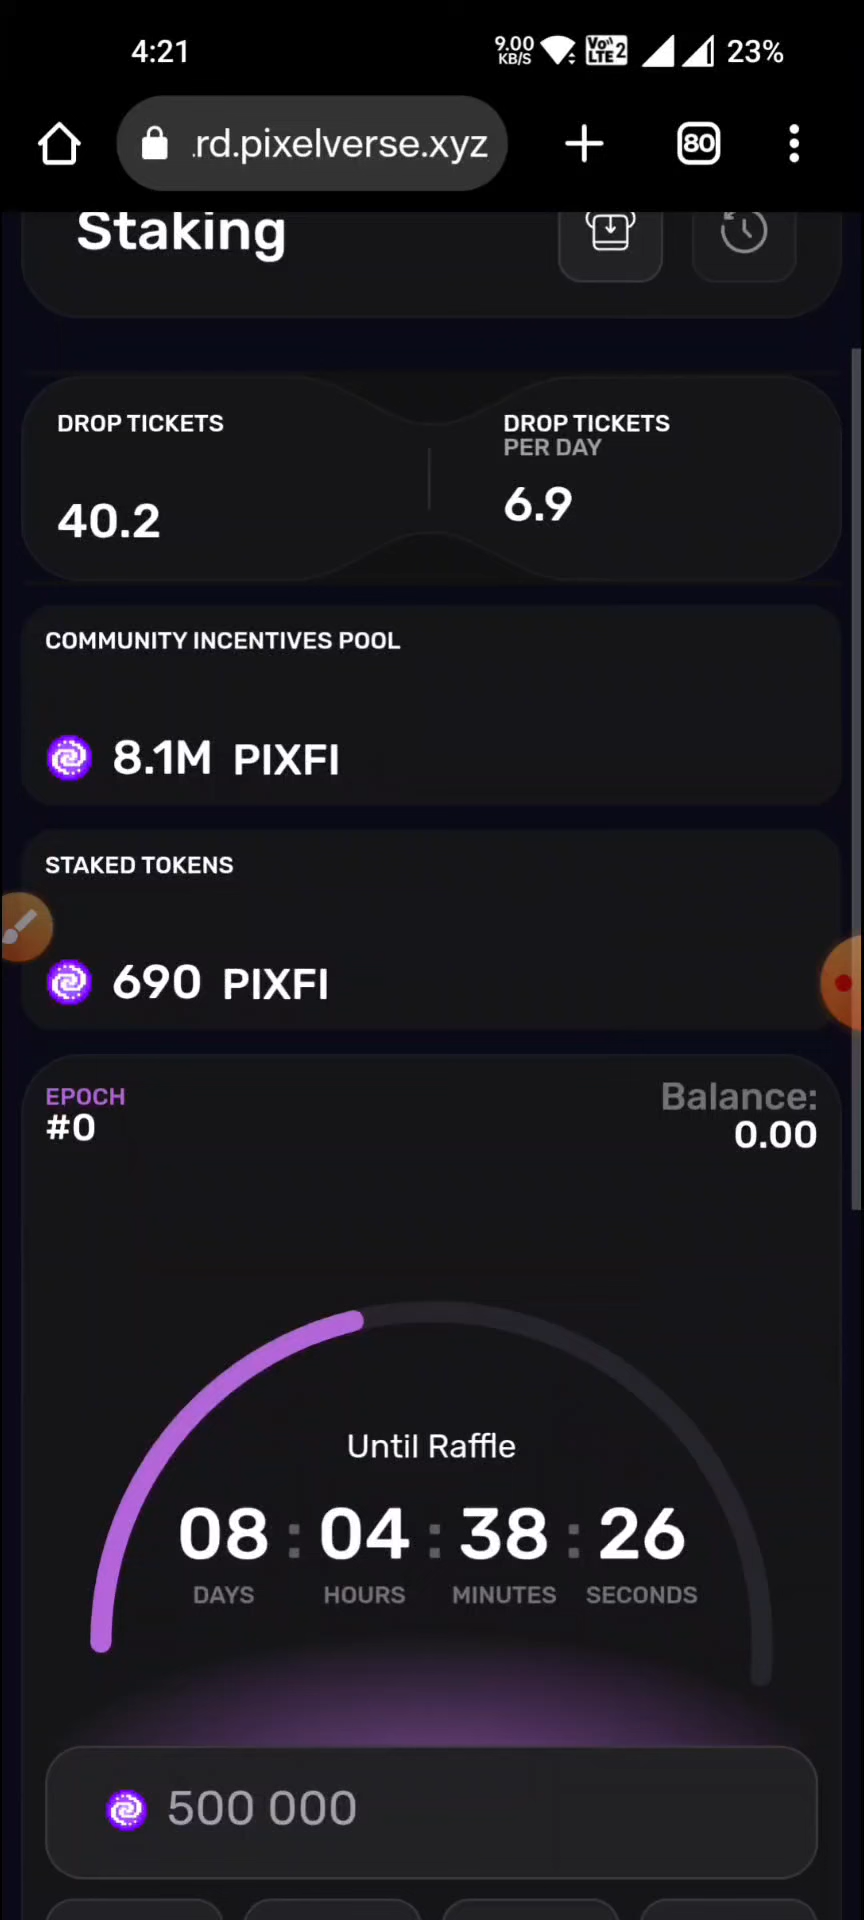 4:21
9.00
KB/S
Vo))
LTE2
23%
.rd.pixelverse.xyz
80
Staking
DROP TICKETS
40.2
DROP TICKETS
PER DAY
6.9
COMMUNITY INCENTIVES POOL
8.1M PIXFI
STAKED TOKENS
690 PIXFI
EPOCH
#0
Balance:
0.00
Until Raffle
08 : 04 : 38 : 26
DAYS HOURS MINUTES SECONDS
500 000